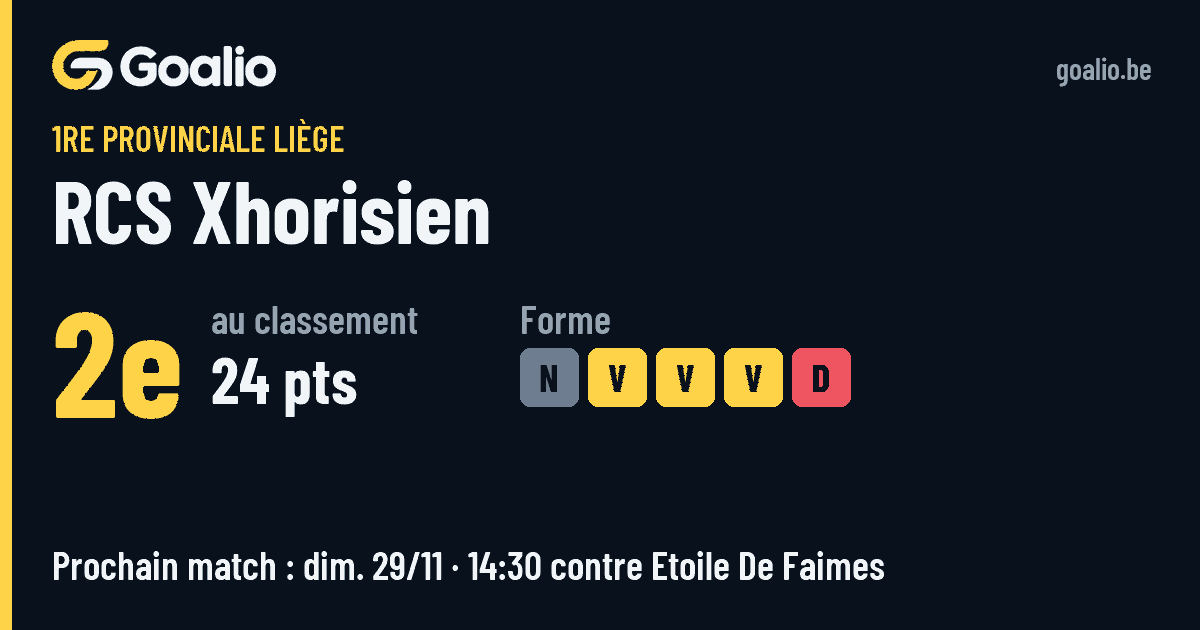 Goalio
goalio.be
1RE PROVINCIALE LIÈGE
RCS Xhorisien
2e
au classement
24 pts
Forme
N V V V D
Prochain match : dim. 29/11 · 14:30 contre Etoile De Faimes